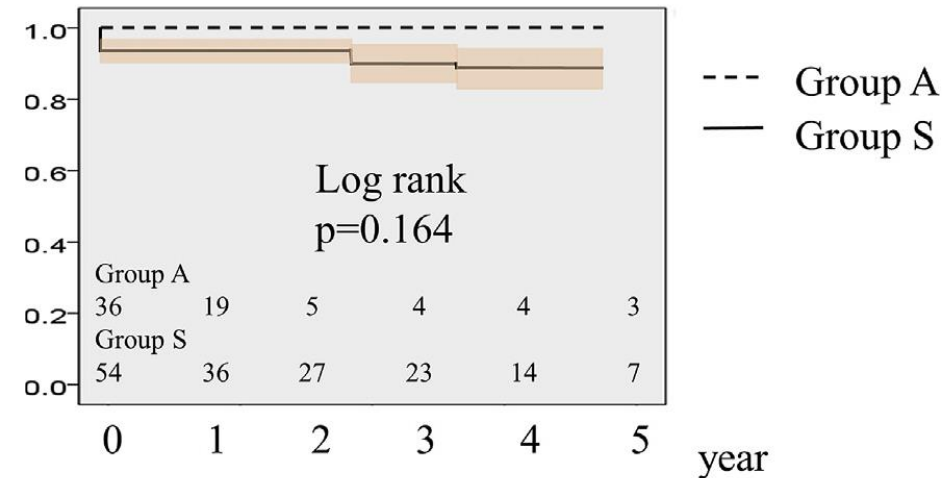 1.0
0.8
0.6
0.4
0.2
0.0
Log rank
p=0.164
Group A
36 19 5 4 4 3
Group S
54 36 27 23 14 7
0 1 2 3 4 5
year
Group A
Group S